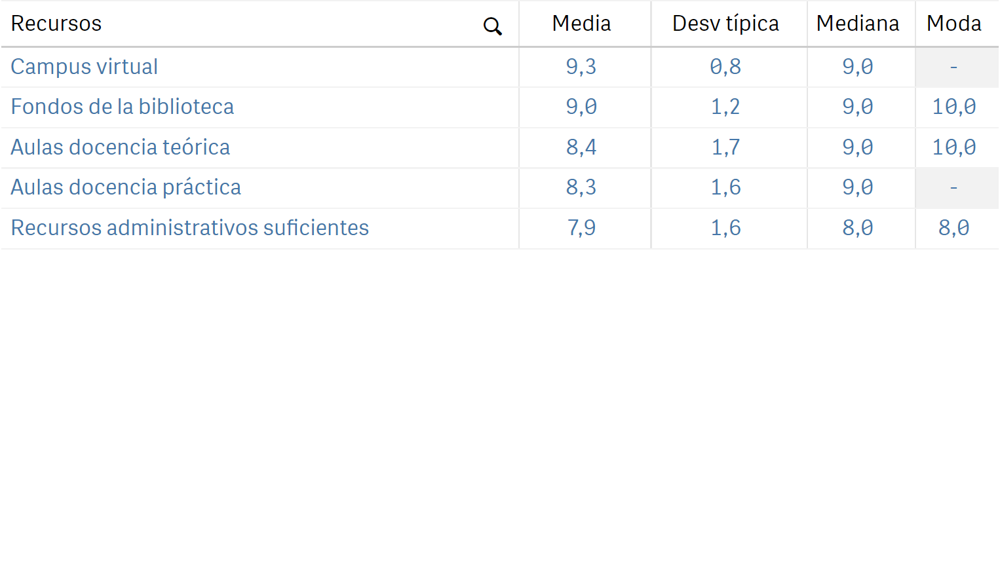 Recursos Media Desv típica Mediana Moda
Campus virtual 9,3 0,8 9,0 -
Fondos de la biblioteca 9,0 1,2 9,0 10,0
Aulas docencia teórica 8,4 1,7 9,0 10,0
Aulas docencia práctica 8,3 1,6 9,0 -
Recursos administrativos suficientes 7,9 1,6 8,0 8,0